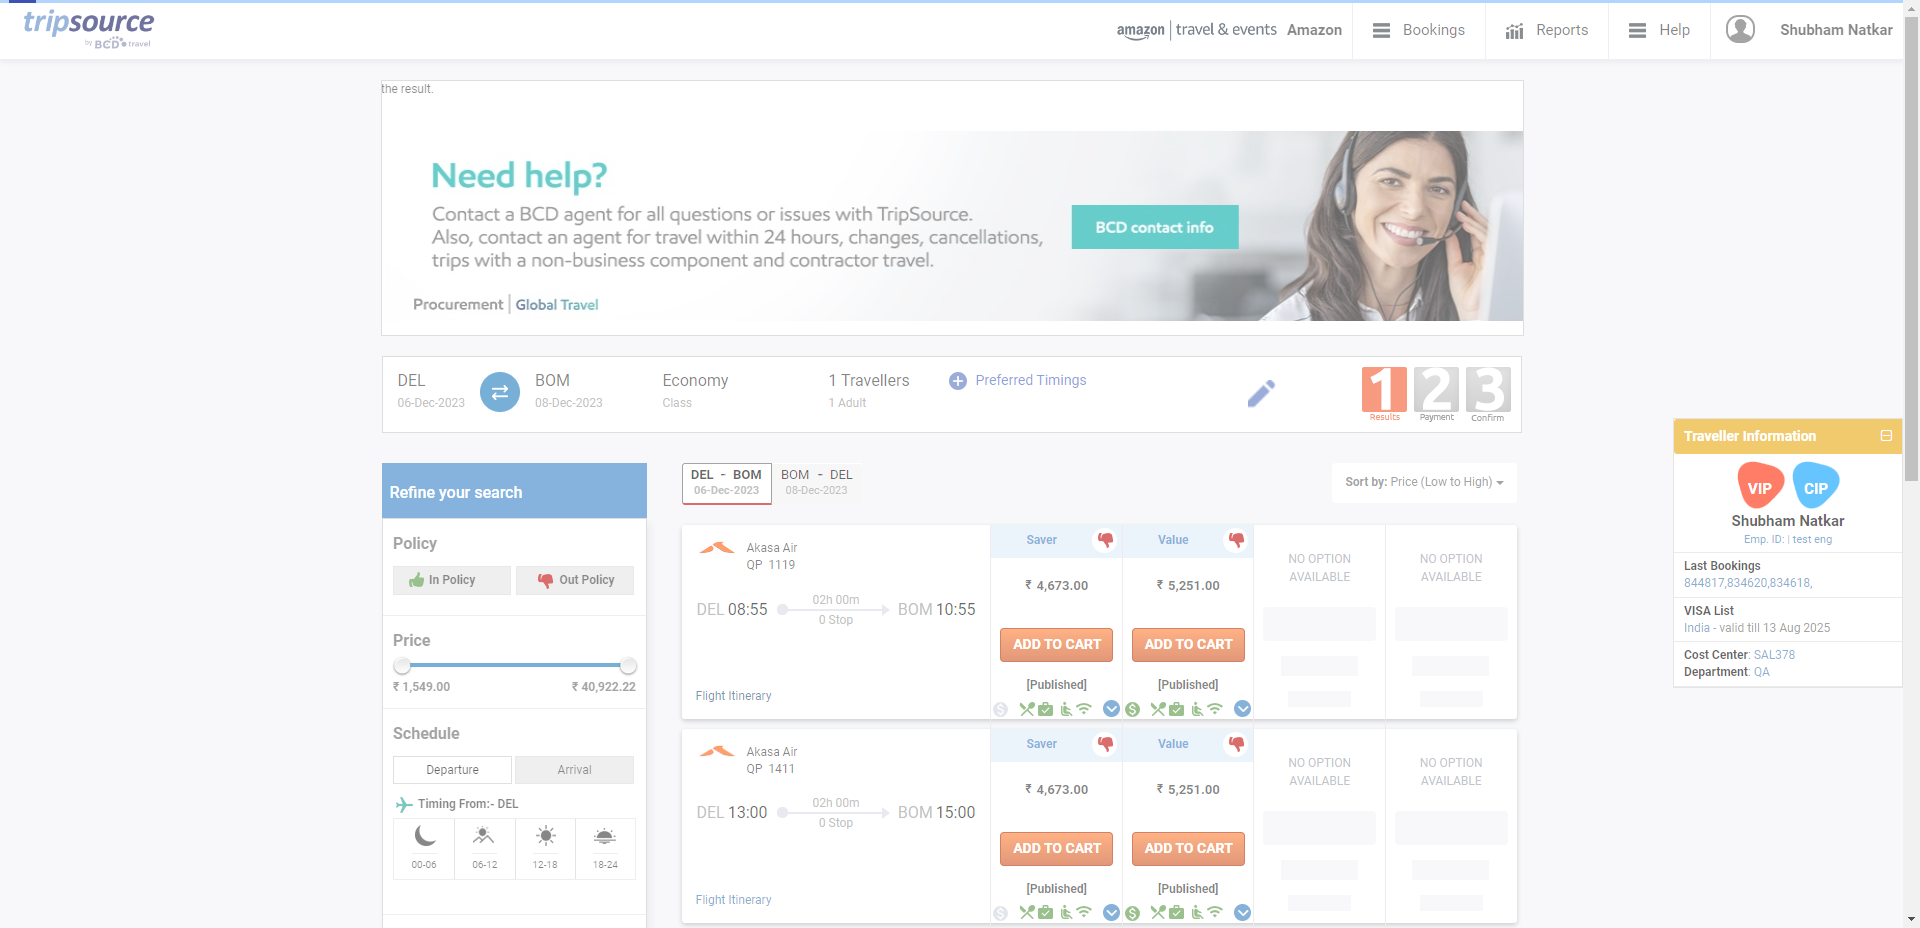 tripsource
by BCD travel
amazon | travel & events Amazon
Bookings
Reports
Help
Shubham Natkar
the result.
Need help?
Contact a BCD agent for all questions or issues with TripSource.
Also, contact an agent for travel within 24 hours, changes, cancellations,
trips with a non-business component and contractor travel.
BCD contact info
Procurement | Global Travel
DEL
06-Dec-2023
BOM
08-Dec-2023
Economy
Class
1 Travellers
1 Adult
Preferred Timings
1 2 3
Results Payment Confirm
Traveller Information
VIP CIP
Shubham Natkar
Emp. ID: | test eng
Last Bookings
844817,834620,834618,
VISA List
India - valid till 13 Aug 2025
Cost Center: SAL378
Department: QA
Refine your search
Policy
In Policy
Out Policy
Price
₹ 1,549.00
₹ 40,922.22
Schedule
Departure
Arrival
Timing From:- DEL
00-06
06-12
12-18
18-24
DEL - BOM
06-Dec-2023
BOM - DEL
08-Dec-2023
Sort by: Price (Low to High)
Akasa Air
QP 1119
DEL 08:55
02h 00m
0 Stop
BOM 10:55
Flight Itinerary
Saver
₹ 4,673.00
ADD TO CART
[Published]
Value
₹ 5,251.00
ADD TO CART
[Published]
NO OPTION
AVAILABLE
NO OPTION
AVAILABLE
Akasa Air
QP 1411
DEL 13:00
02h 00m
0 Stop
BOM 15:00
Flight Itinerary
Saver
₹ 4,673.00
ADD TO CART
[Published]
Value
₹ 5,251.00
ADD TO CART
[Published]
NO OPTION
AVAILABLE
NO OPTION
AVAILABLE